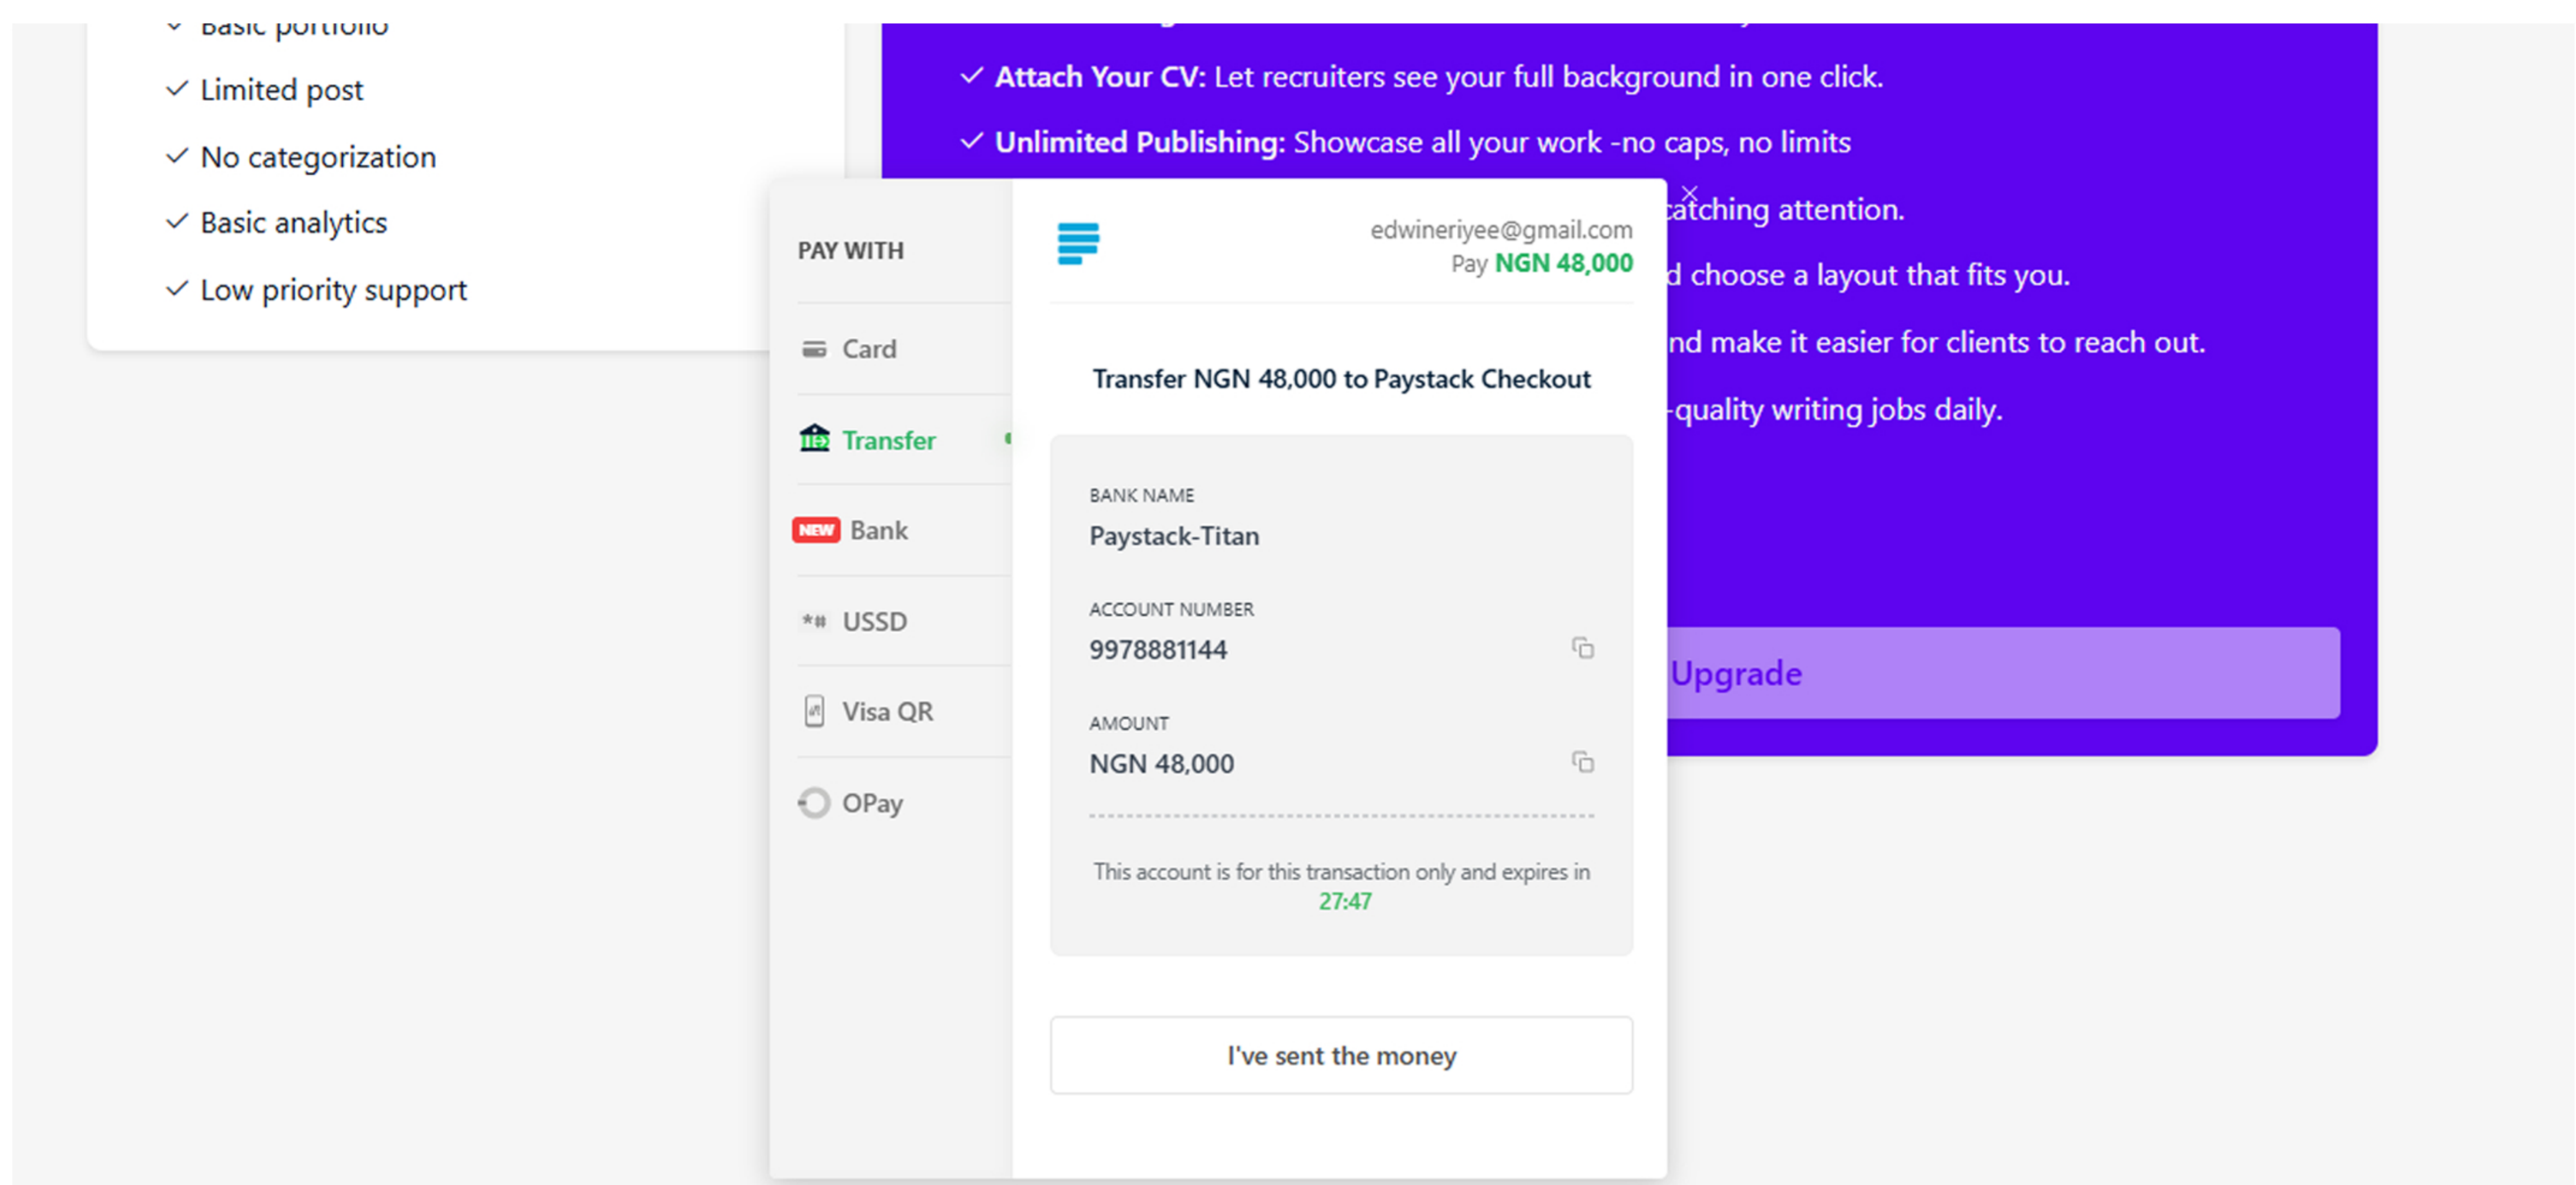 Basic portfolio
Limited post
No categorization
Basic analytics
Low priority support
Attach Your CV: Let recruiters see your full background in one click.
Unlimited Publishing: Showcase all your work -no caps, no limits
catching attention.
d choose a layout that fits you.
nd make it easier for clients to reach out.
-quality writing jobs daily.
Upgrade
PAY WITH
Card
Transfer
NEW Bank
*# USSD
Visa QR
OPay
edwineriyee@gmail.com
Pay NGN 48,000
Transfer NGN 48,000 to Paystack Checkout
BANK NAME
Paystack-Titan
ACCOUNT NUMBER
9978881144
AMOUNT
NGN 48,000
This account is for this transaction only and expires in
27:47
I've sent the money